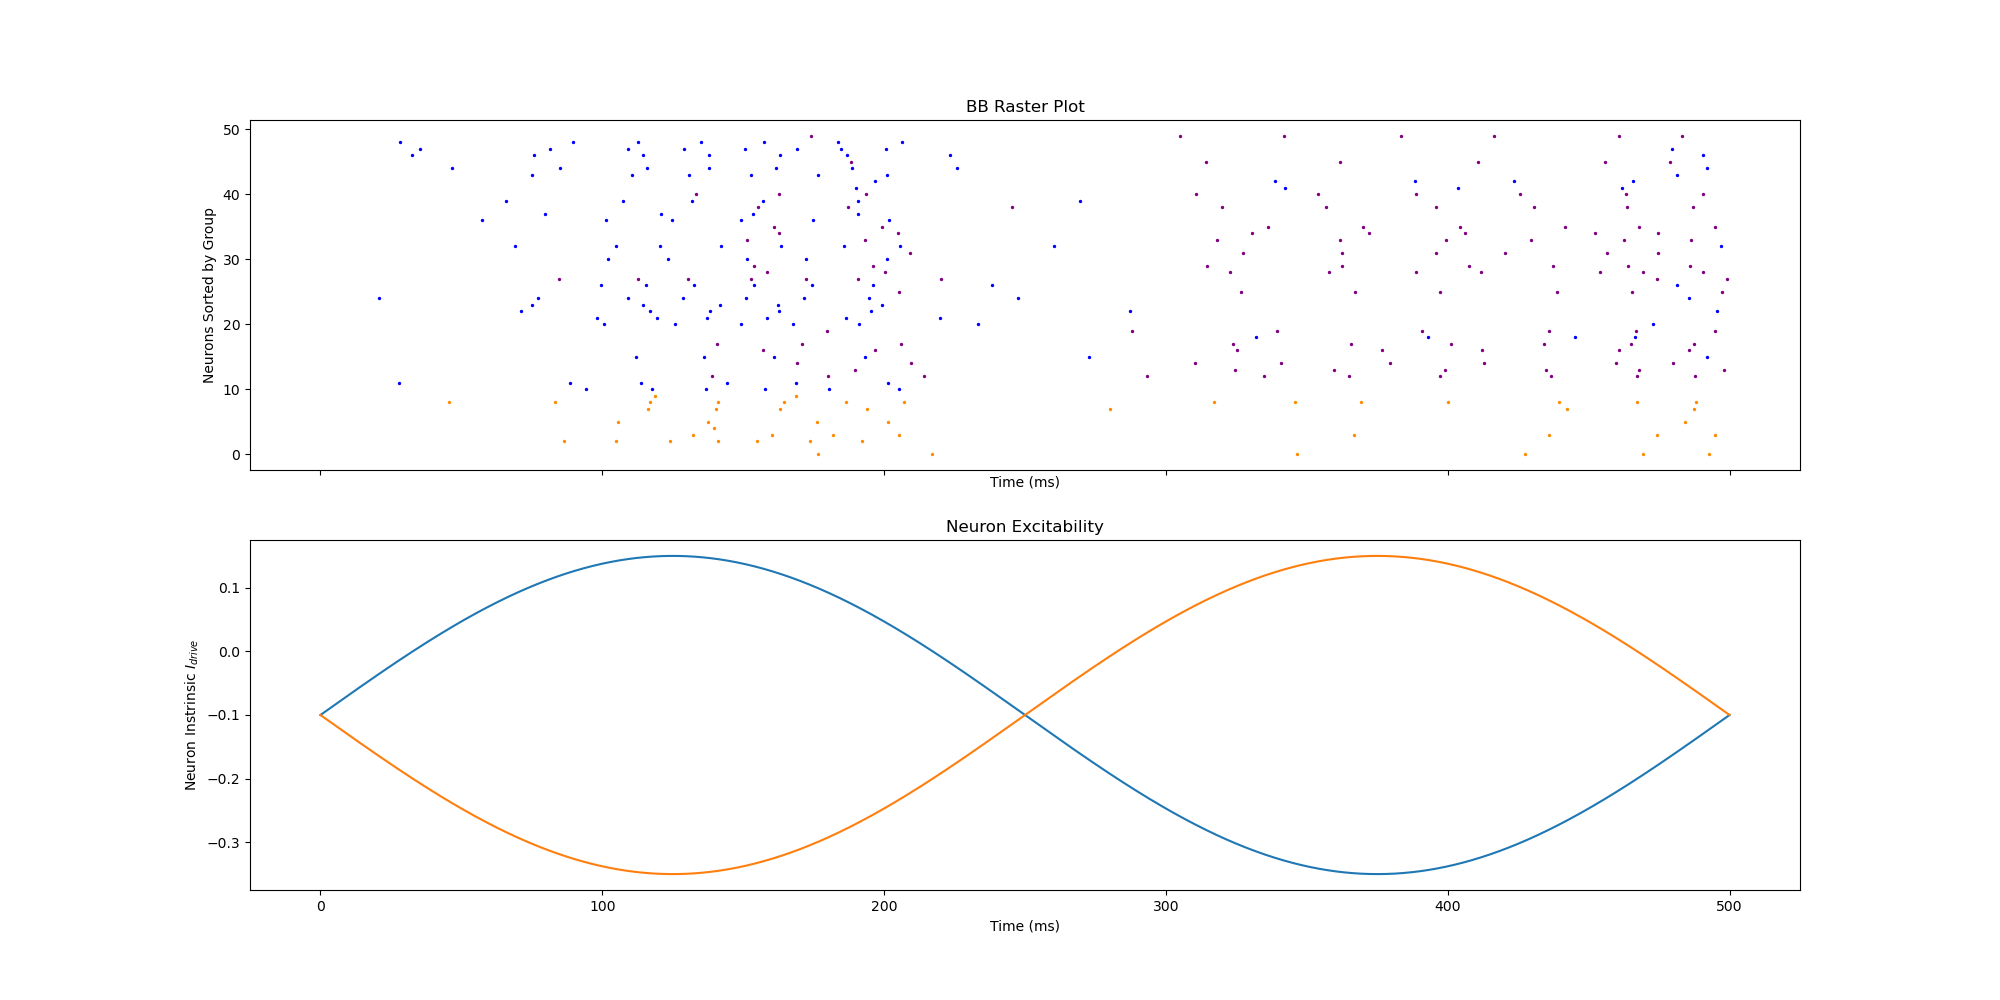 BB Raster Plot
50
40
30
20
10
0
Neurons Sorted by Group
Time (ms)
Neuron Excitability
0.1
0.0
−0.1
−0.2
−0.3
Neuron Instrinsic I_drive
0 100 200 300 400 500
Time (ms)